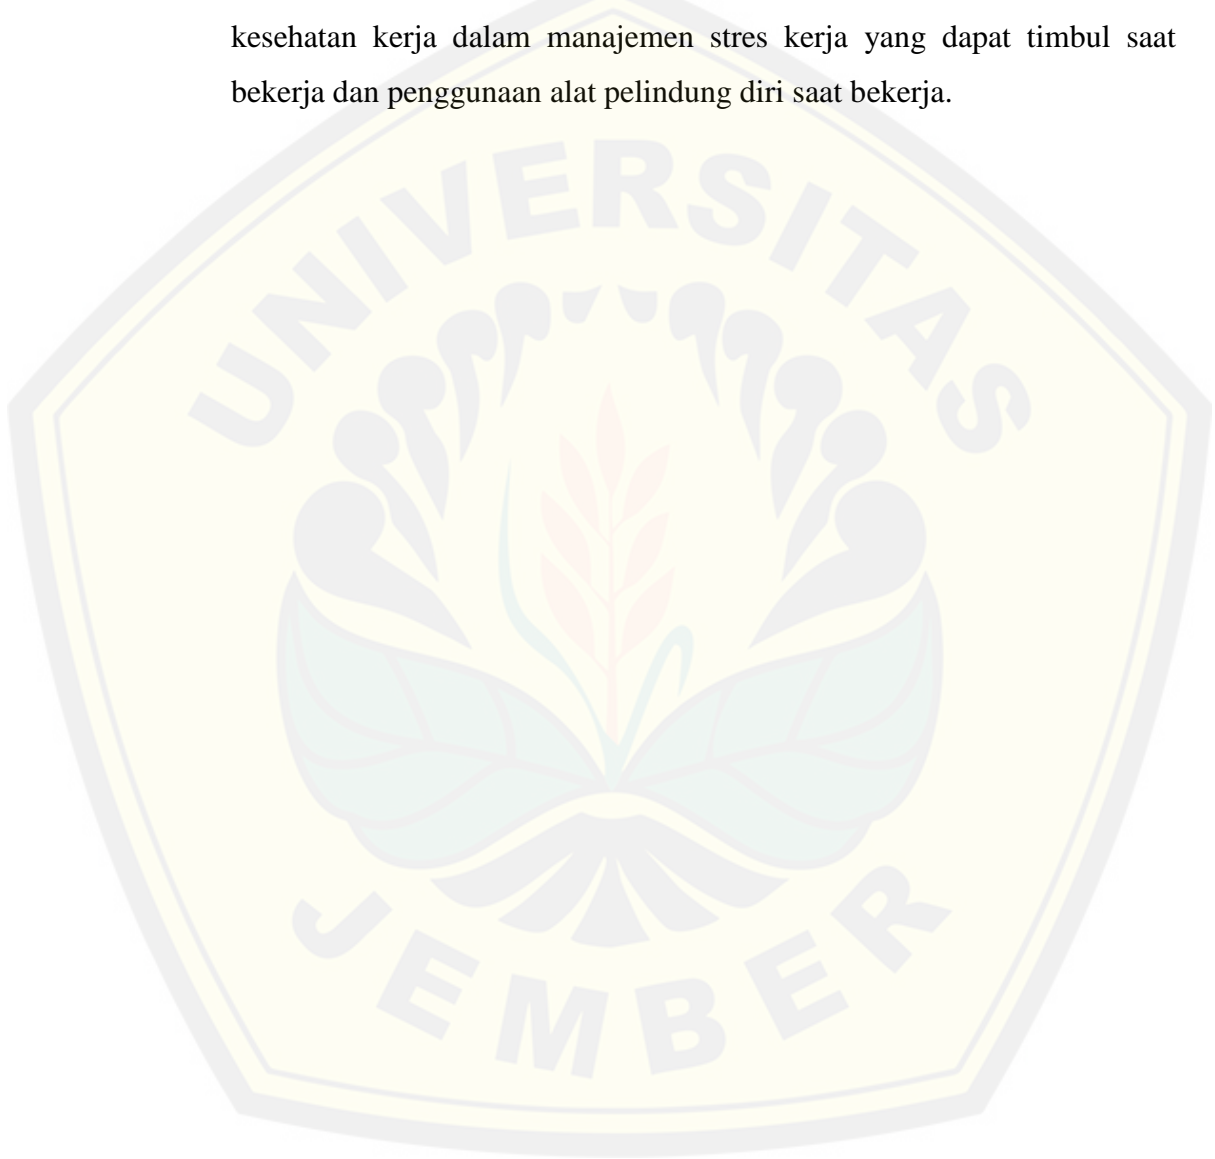 kesehatan kerja dalam manajemen stres kerja yang dapat timbul saat
bekerja dan penggunaan alat pelindung diri saat bekerja.
UNIVERSITAS
JEMBER